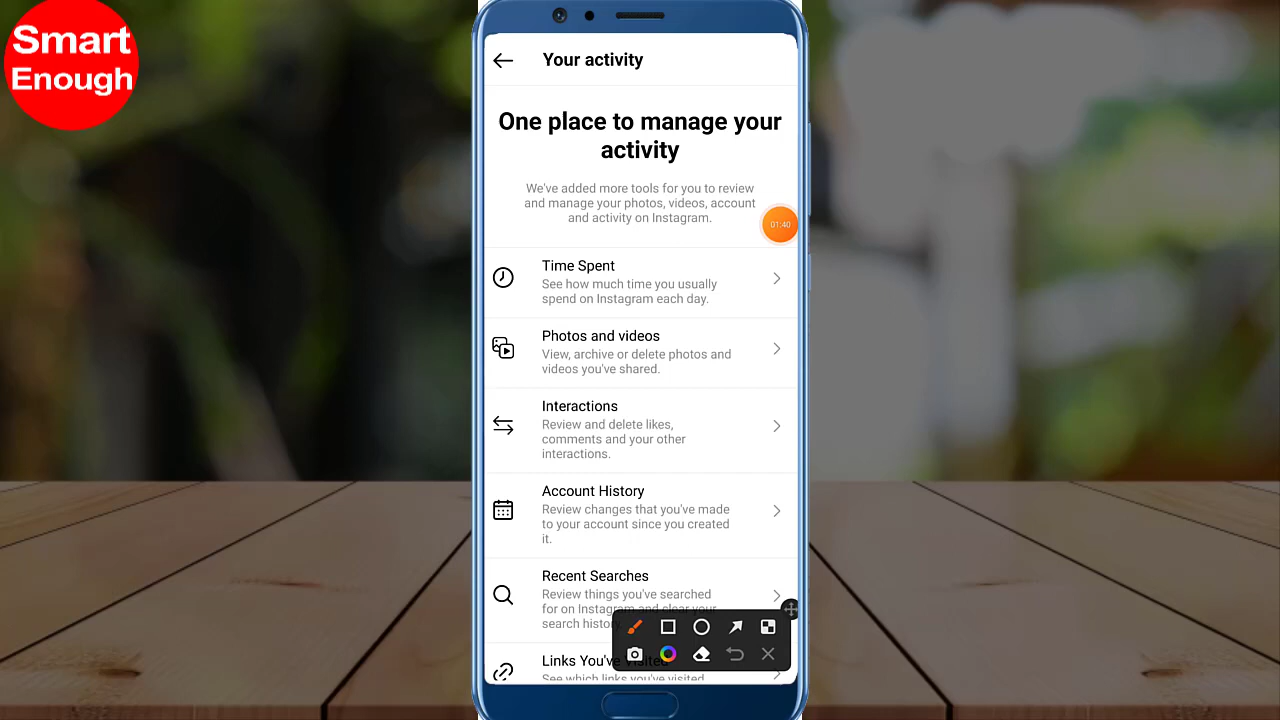 Smart
Enough
Your activity
One place to manage your
activity
We've added more tools for you to review
and manage your photos, videos, account
and activity on Instagram.
01:40
Time Spent
See how much time you usually
spend on Instagram each day.
Photos and videos
View, archive or delete photos and
videos you've shared.
Interactions
Review and delete likes,
comments and your other
interactions.
Account History
Review changes that you've made
to your account since you created
it.
Recent Searches
Review things you've searched
for on Instagram and clear your
search history
Links You've Visited
See which links you've visited